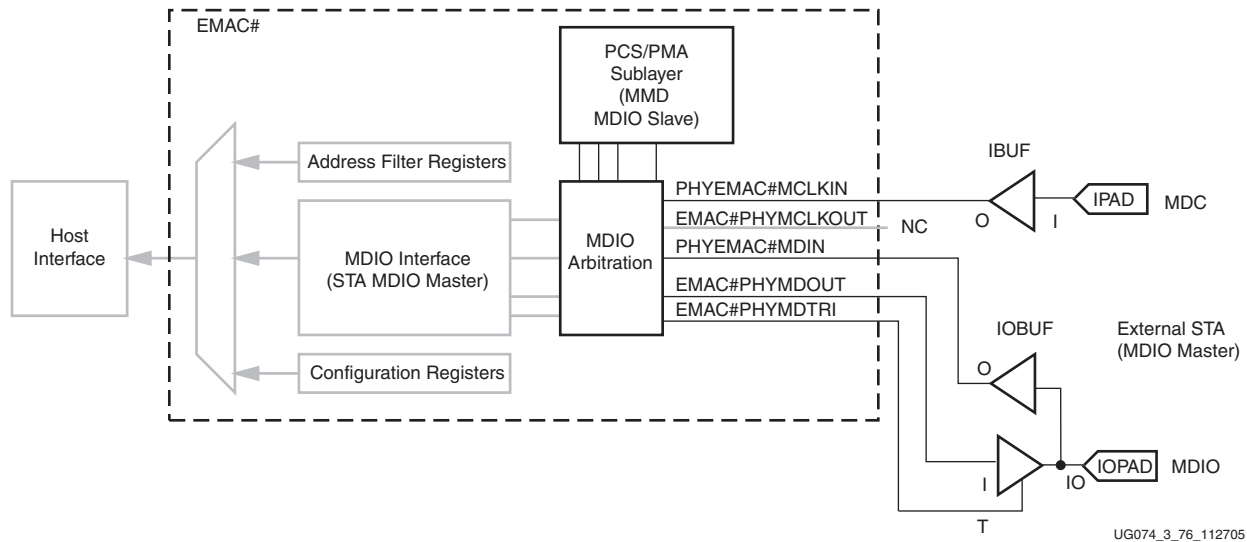 EMAC#
PCS/PMA
Sublayer
(MMD
MDIO Slave)
Address Filter Registers
Host
Interface
MDIO Interface
(STA MDIO Master)
Configuration Registers
MDIO
Arbitration
PHYEMAC#MCLKIN
EMAC#PHYMCLKOUT
NC
PHYEMAC#MDIN
EMAC#PHYMDOUT
EMAC#PHYMDTRI
IBUF
O
I
IPAD
MDC
IOBUF
O
External STA
(MDIO Master)
I
IO
IOPAD
MDIO
T
UG074_3_76_112705